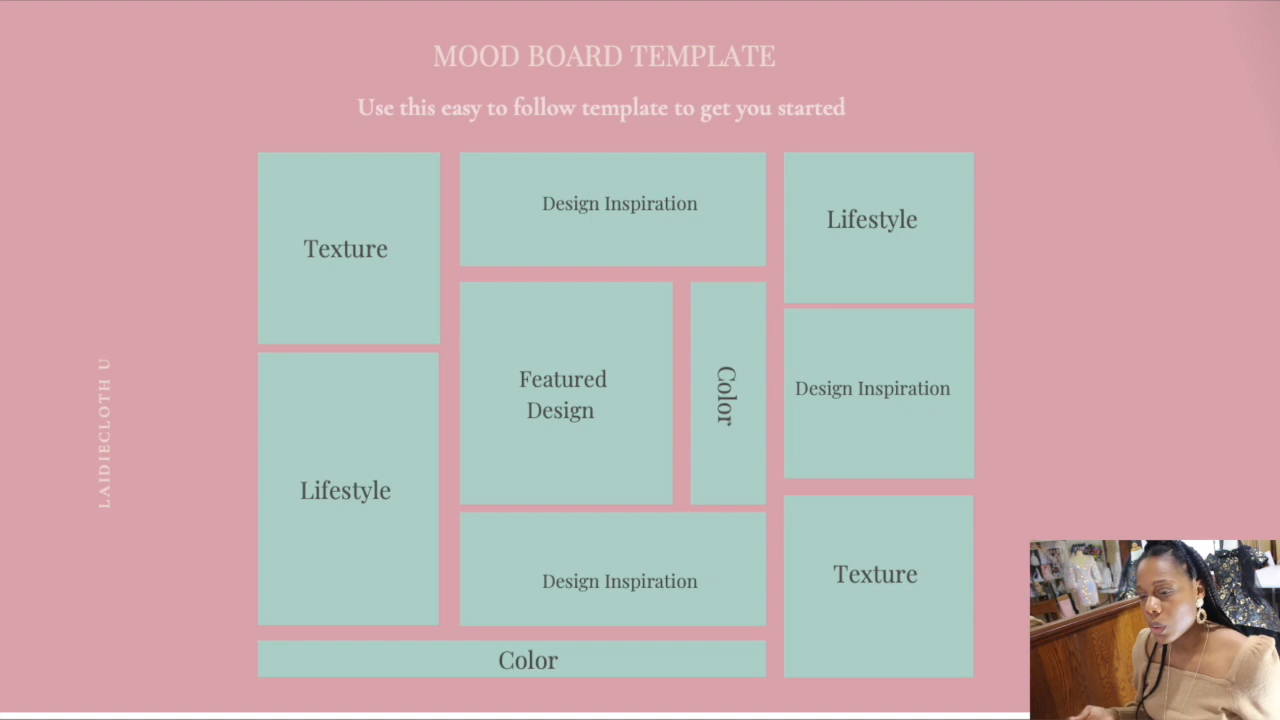 MOOD BOARD TEMPLATE
Use this easy to follow template to get you started
Texture
Design Inspiration
Lifestyle
Featured
Design
Color
Design Inspiration
Lifestyle
Design Inspiration
Texture
Color
LAIDIECLOTH U